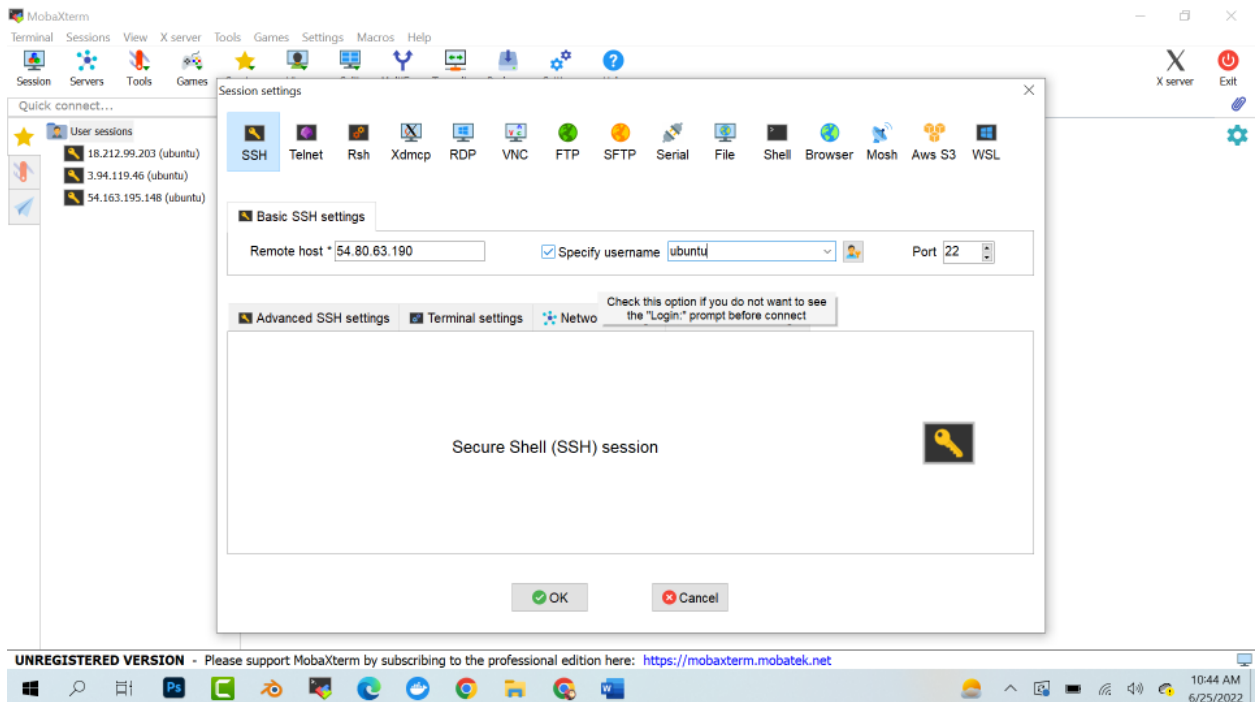 MobaXterm
Terminal Sessions View X server Tools Games Settings Macros Help
Session Servers Tools Games X server Exit
Quick connect...
User sessions
18.212.99.203 (ubuntu)
3.94.119.46 (ubuntu)
54.163.195.148 (ubuntu)
Session settings
SSH Telnet Rsh Xdmcp RDP VNC FTP SFTP Serial File Shell Browser Mosh Aws S3 WSL
Basic SSH settings
Remote host * 54.80.63.190 Specify username ubuntu Port 22
Check this option if you do not want to see
the "Login:" prompt before connect
Advanced SSH settings Terminal settings Netwo
Secure Shell (SSH) session
OK Cancel
UNREGISTERED VERSION - Please support MobaXterm by subscribing to the professional edition here: https://mobaxterm.mobatek.net
Ps
10:44 AM
6/25/2022